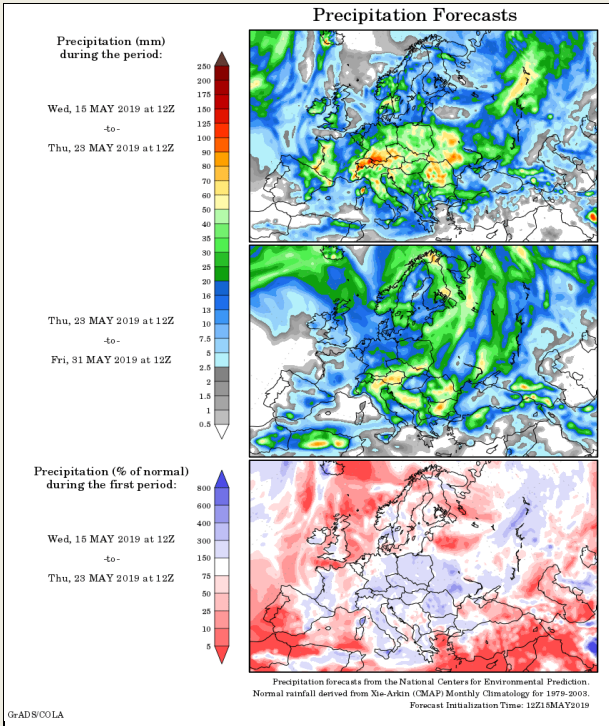 Precipitation Forecasts
Precipitation (mm)
during the period:
Wed, 15 MAY 2019 at 12Z
-to-
Thu, 23 MAY 2019 at 12Z
250
200
175
150
125
100
90
80
70
60
50
40
35
30
25
20
16
13
10
7.5
5
2.5
2
1.5
1
0.5
Thu, 23 MAY 2019 at 12Z
-to-
Fri, 31 MAY 2019 at 12Z
Precipitation (% of normal)
during the first period:
800
600
400
300
150
75
50
25
10
5
Wed, 15 MAY 2019 at 12Z
-to-
Thu, 23 MAY 2019 at 12Z
Precipitation forecasts from the National Centers for Environmental Prediction.
Normal rainfall derived from Xie-Arkin (CMAP) Monthly Climatology for 1979-2003.
Forecast Initialization Time: 12Z15MAY2019
GrADS/COLA